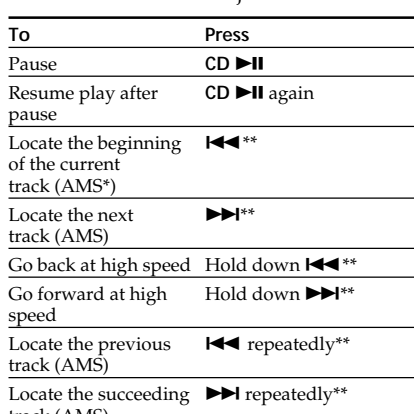 To Press
Pause CD ►II
Resume play after CD ►II again
pause
Locate the beginning I◄◄**
of the current
track (AMS*)
Locate the next ►►I**
track (AMS)
Go back at high speed Hold down I◄◄**
Go forward at high Hold down ►►I**
speed
Locate the previous I◄◄ repeatedly**
track (AMS)
Locate the succeeding ►►I repeatedly**
track (AMS)